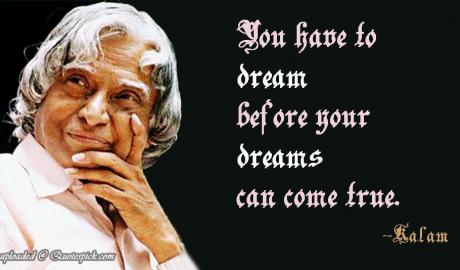 You have to
dream
before your
dreams
can come true.
~Kalam
uploaded @ Quotespick.com